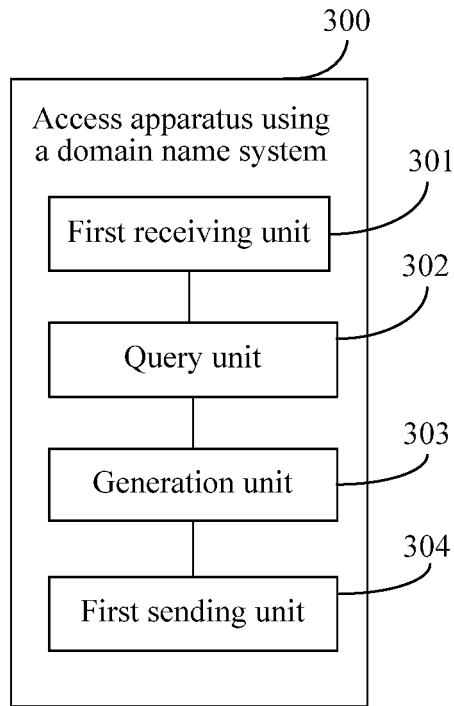 300
Access apparatus using
a domain name system
301
First receiving unit
302
Query unit
303
Generation unit
304
First sending unit